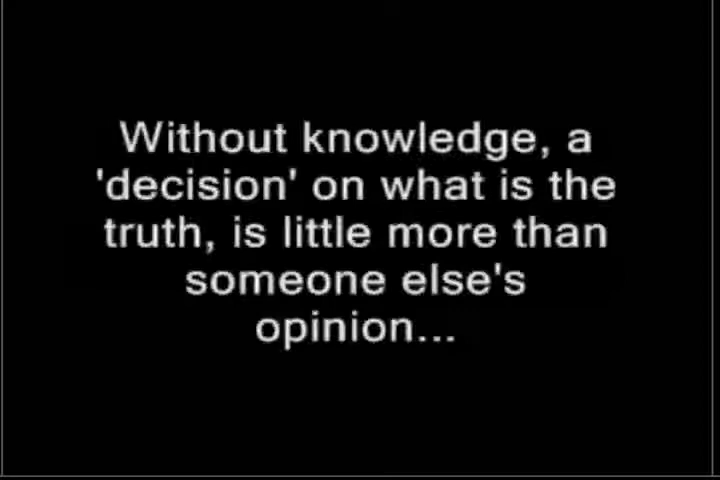 Without knowledge, a
'decision' on what is the
truth, is little more than
someone else's
opinion...